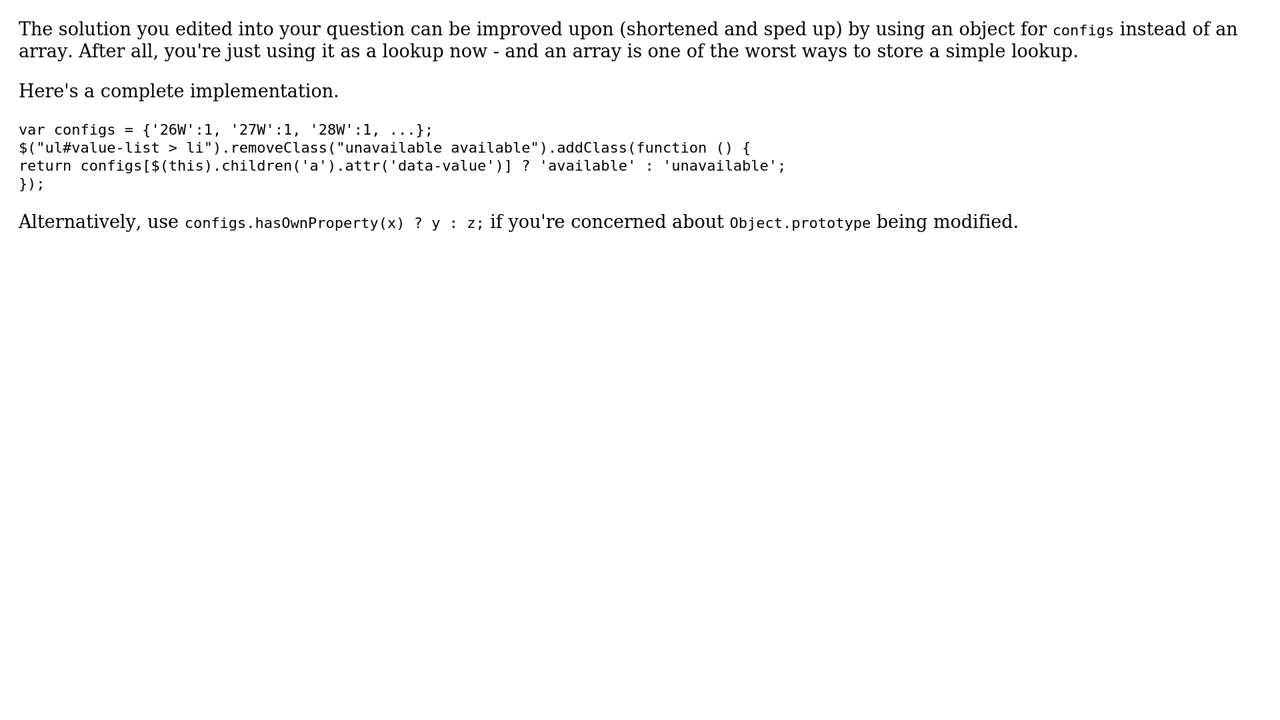 The solution you edited into your question can be improved upon (shortened and sped up) by using an object for configs instead of an
array. After all, you're just using it as a lookup now - and an array is one of the worst ways to store a simple lookup.
Here's a complete implementation.
var configs = {'26W':1, '27W':1, '28W':1, ...};
$("ul#value-list > li").removeClass("unavailable available").addClass(function () {
return configs[$(this).children('a').attr('data-value')] ? 'available' : 'unavailable';
});
Alternatively, use configs.hasOwnProperty(x) ? y : z; if you're concerned about Object.prototype being modified.